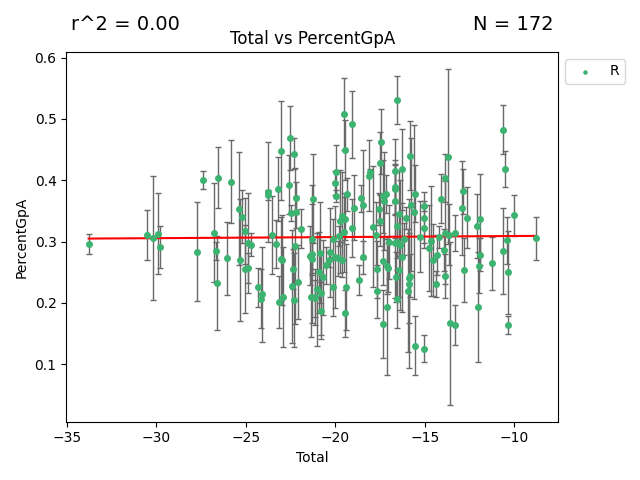 r^2 = 0.00
N = 172
Total vs PercentGpA
R
0.6
0.5
0.4
0.3
0.2
0.1
PercentGpA
−35
−30
−25
−20
−15
−10
Total